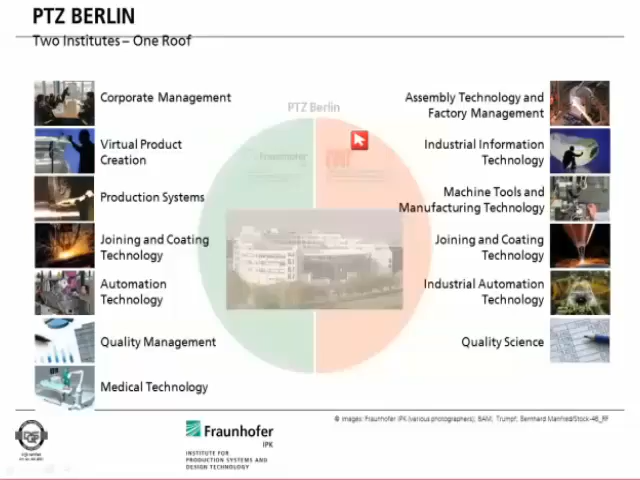 PTZ BERLIN
Two Institutes – One Roof
PTZ Berlin
Fraunhofer
Corporate Management
Virtual Product
Creation
Production Systems
Joining and Coating
Technology
Automation
Technology
Quality Management
Medical Technology
Assembly Technology and
Factory Management
Industrial Information
Technology
Machine Tools and
Manufacturing Technology
Joining and Coating
Technology
Industrial Automation
Technology
Quality Science
© Images: Fraunhofer IPK (various photographers), BAM, Trumpf, Bernhard
Fraunhofer
IPK
INSTITUTE FOR
PRODUCTION SYSTEMS AND
DESIGN TECHNOLOGY